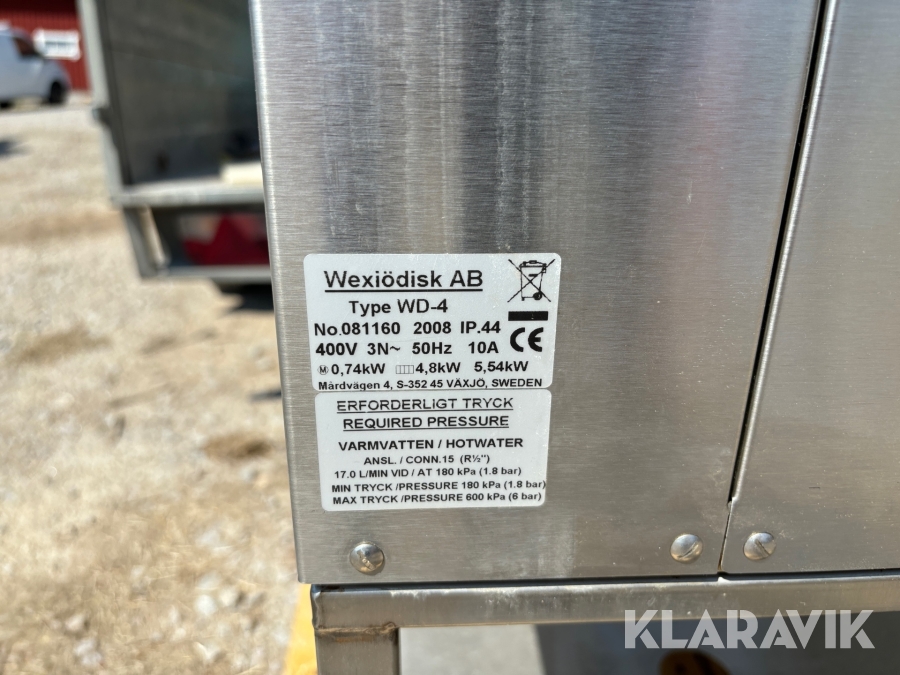 Wexiödisk AB
Type WD-4
No.081160 2008 IP.44
400V 3N~ 50Hz 10A
CE
M 0,74kW 4,8kW 5,54kW
Mårdvägen 4, S-352 45 VÄXJÖ, SWEDEN
ERFORDERLIGT TRYCK
REQUIRED PRESSURE
VARMVATTEN / HOTWATER
ANSL. / CONN.15 (R½")
17.0 L/MIN VID / AT 180 kPa (1.8 bar)
MIN TRYCK /PRESSURE 180 kPa (1.8 bar)
MAX TRYCK /PRESSURE 600 kPa (6 bar)
KLARAVIK